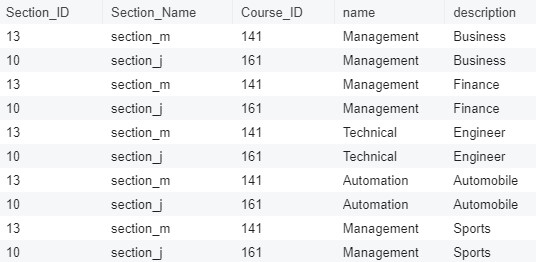 Section_ID Section_Name Course_ID name description
13 section_m 141 Management Business
10 section_j 161 Management Business
13 section_m 141 Management Finance
10 section_j 161 Management Finance
13 section_m 141 Technical Engineer
10 section_j 161 Technical Engineer
13 section_m 141 Automation Automobile
10 section_j 161 Automation Automobile
13 section_m 141 Management Sports
10 section_j 161 Management Sports